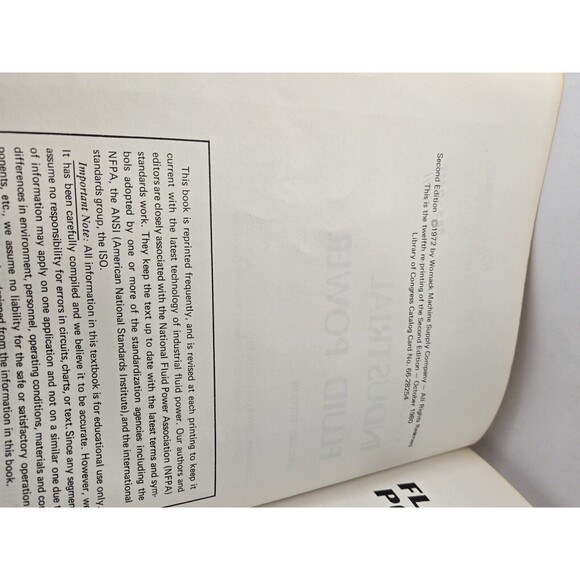 Second Edition ©1972 by Womack Machine Supply Company — All Rights Reserved
This is the twelfth re-printing of the Second Edition — October 1980
Library of Congress Catalog Card No. 66-28254
This book is reprinted frequently, and is revised at each printing to keep it
current with the latest technology of industrial fluid power. Our authors and
editors are closely associated with the National Fluid Power Association (NFPA)
standards work. They keep the text up to date with the latest terms and sym-
bols adopted by one or more of the standardization agencies including the
NFPA, the ANSI (American National Standards Institute), and the international
standards group, the ISO.
Important Note: All information in this textbook is for educational use only.
It has been carefully compiled and we believe it to be accurate. However, we
assume no responsibility for errors in circuits, charts, or text. Since any segmen
of information may apply on one application and not on a similar one due t
differences in environment, personnel, operating conditions, materials and co
ponents, etc., we assume no liability for the safe or satisfactory operation
designed from the information in this book.
FL
PO